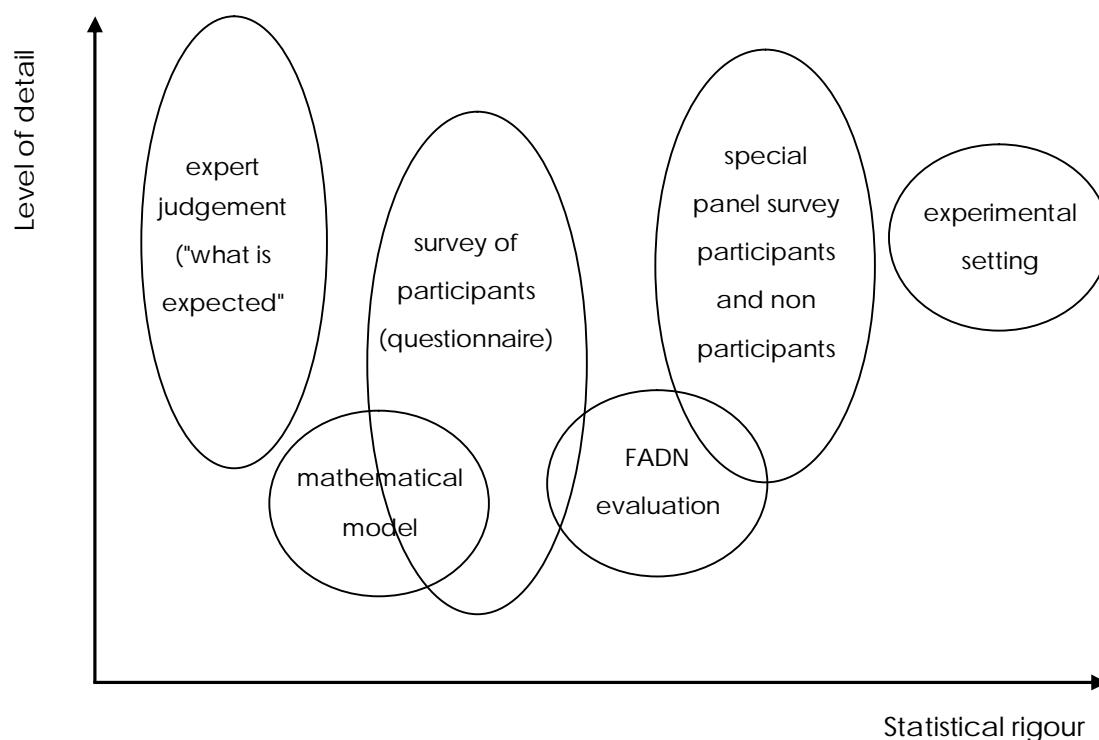 Level of detail
expert
judgement
("what is
expected"
survey of
participants
(questionnaire)
special
panel survey
participants
and non
participants
experimental
setting
mathematical
model
FADN
evaluation
Statistical rigour